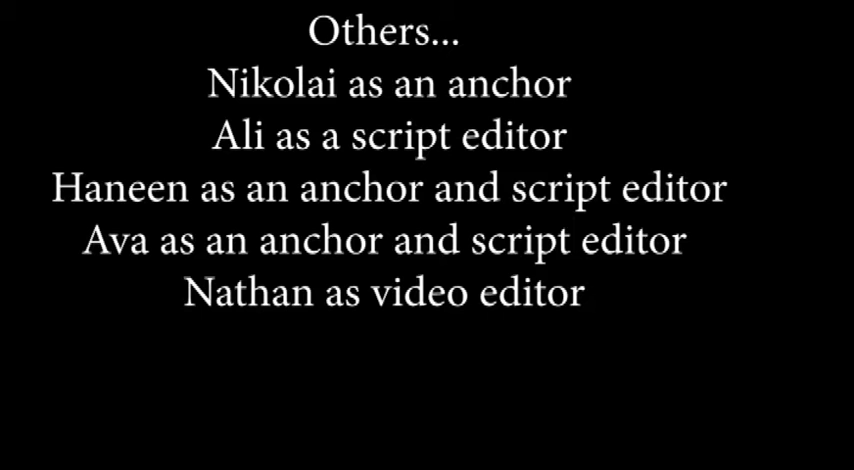 Others...
Nikolai as an anchor
Ali as a script editor
Haneen as an anchor and script editor
Ava as an anchor and script editor
Nathan as video editor